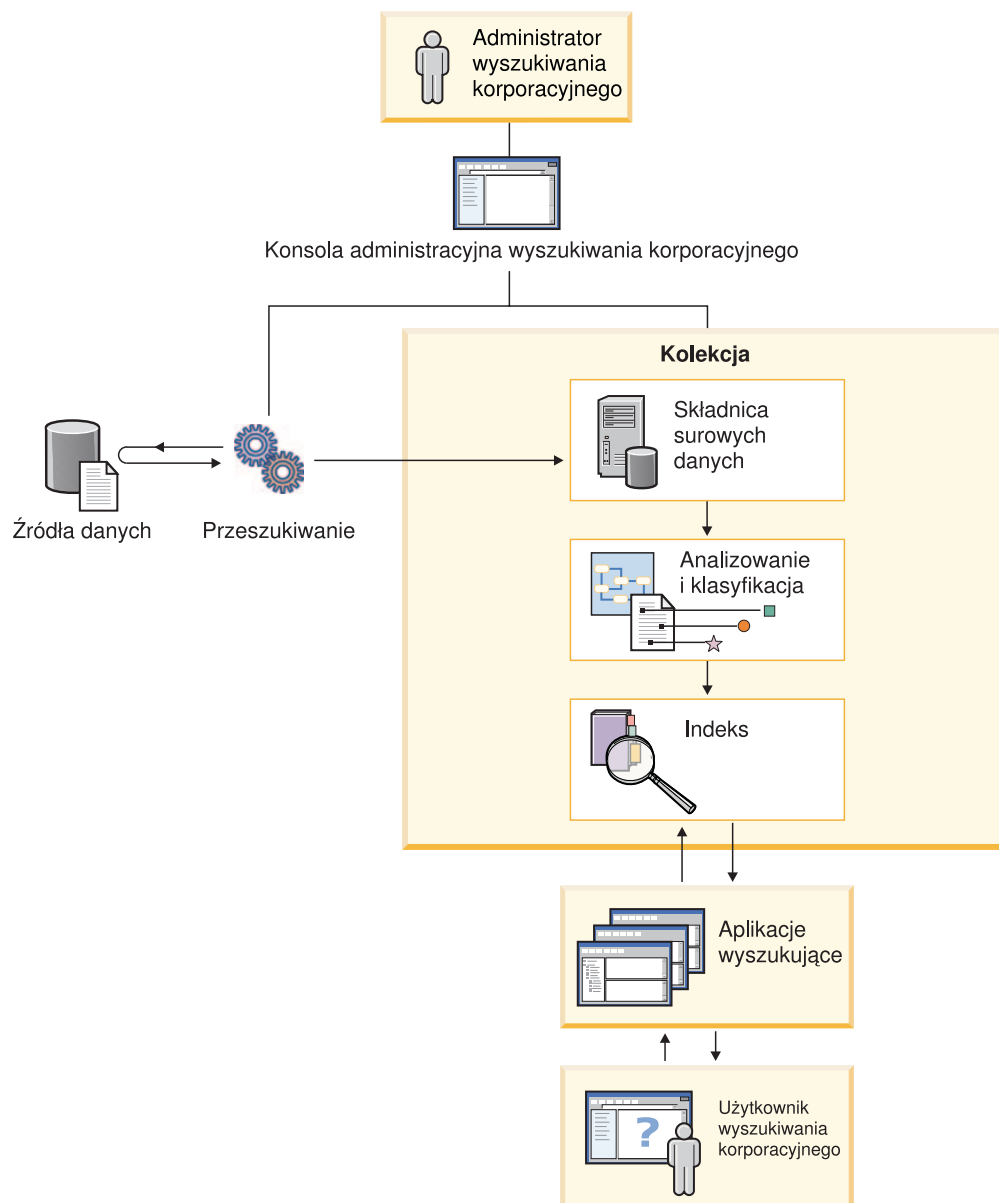 Administrator
wyszukiwania
korporacyjnego
Konsola administracyjna wyszukiwania korporacyjnego
Kolekcja
Składnica
surowych
danych
Źródła danych
Przeszukiwanie
Analizowanie
i klasyfikacja
Indeks
Aplikacje
wyszukujące
?
Użytkownik
wyszukiwania
korporacyjnego